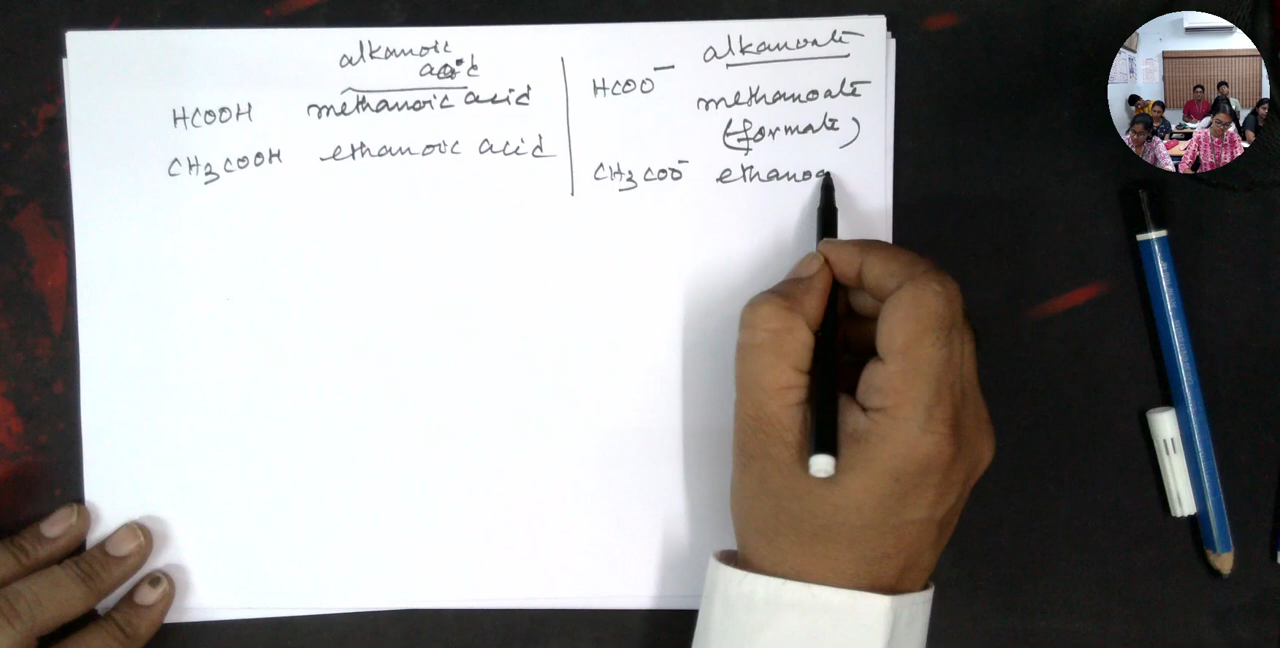 alkanoic
acid
HCOOH methanoic acid
CH3COOH ethanoic acid
alkanoate
HCOO⁻
methanoate
(formate)
CH3COO⁻ ethanoa